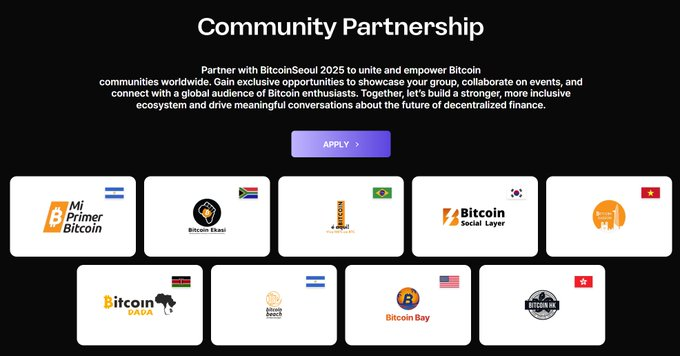 Community Partnership
Partner with BitcoinSeoul 2025 to unite and empower Bitcoin
communities worldwide. Gain exclusive opportunities to showcase your group, collaborate on events, and
connect with a global audience of Bitcoin enthusiasts. Together, let's build a stronger, more inclusive
ecosystem and drive meaningful conversations about the future of decentralized finance.
APPLY >
Mi
Primer
Bitcoin
Bitcoin Ekasi
BITCOIN
é aqui!
Bitcoin
Social Layer
BITCOIN
Bitcoin
DADA
bitcoin
beach
Bitcoin Bay
BITCOIN HK